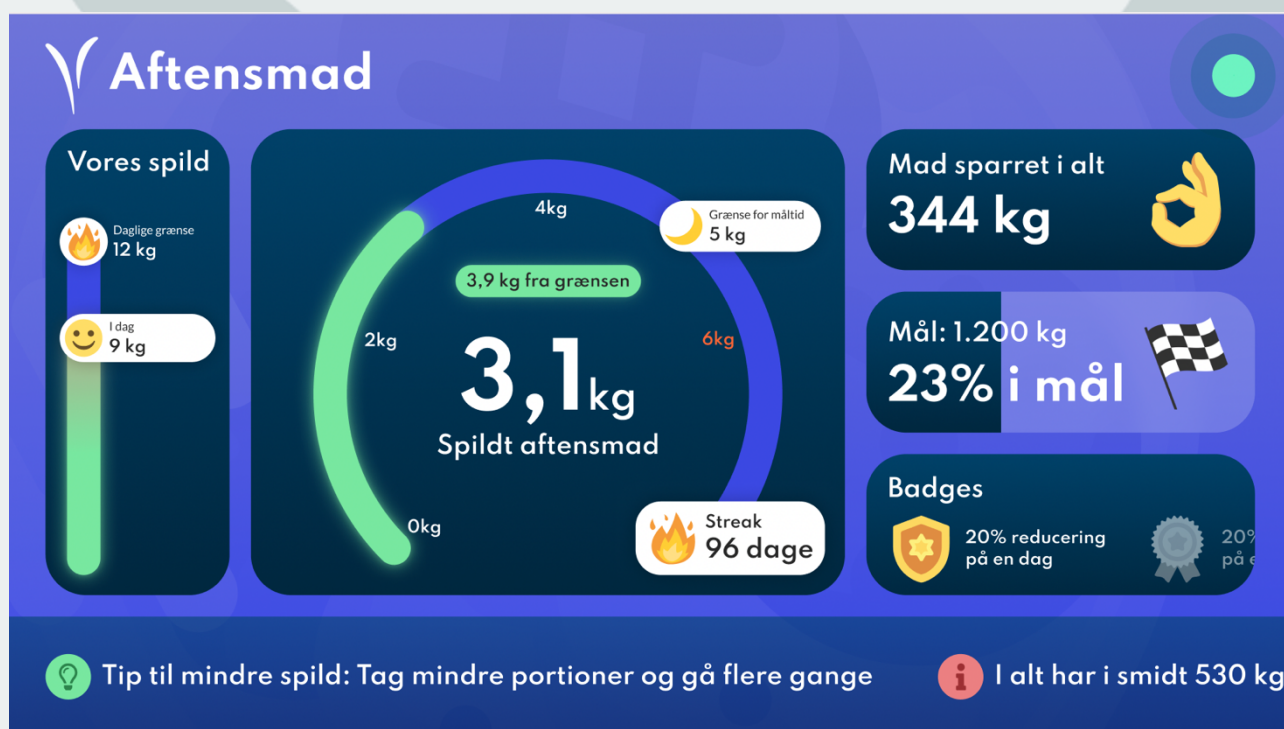 Aftensmad
Vores spild
Daglige grænse
12 kg
I dag
9 kg
4kg
Grænse for måltid
5 kg
3,9 kg fra grænsen
2kg
6kg
3,1kg
Spildt aftensmad
0kg
Streak
96 dage
Mad sparret i alt
344 kg
Mål: 1.200 kg
23% i mål
Badges
20% reducering
på en dag
20%
på e
Tip til mindre spild: Tag mindre portioner og gå flere gange
I alt har i smidt 530 kg